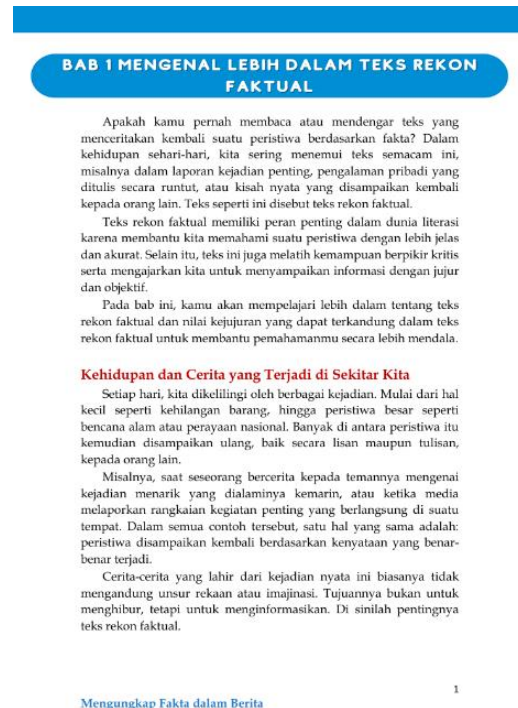 BAB 1 MENGENAL LEBIH DALAM TEKS REKON
FAKTUAL
Apakah kamu pernah membaca atau mendengar teks yang
menceritakan kembali suatu peristiwa berdasarkan fakta? Dalam
kehidupan sehari-hari, kita sering menemui teks semacam ini,
misalnya dalam laporan kejadian penting, pengalaman pribadi yang
ditulis secara runtut, atau kisah nyata yang disampaikan kembali
kepada orang lain. Teks seperti ini disebut teks rekon faktual.
Teks rekon faktual memiliki peran penting dalam dunia literasi
karena membantu kita memahami suatu peristiwa dengan lebih jelas
dan akurat. Selain itu, teks ini juga melatih kemampuan berpikir kritis
serta mengajarkan kita untuk menyampaikan informasi dengan jujur
dan objektif.
Pada bab ini, kamu akan mempelajari lebih dalam tentang teks
rekon faktual dan nilai kejujuran yang dapat terkandung dalam teks
rekon faktual untuk membantu pemahamanmu secara lebih mendala.
Kehidupan dan Cerita yang Terjadi di Sekitar Kita
Setiap hari, kita dikelilingi oleh berbagai kejadian. Mulai dari hal
kecil seperti kehilangan barang, hingga peristiwa besar seperti
bencana alam atau perayaan nasional. Banyak di antara peristiwa itu
kemudian disampaikan ulang, baik secara lisan maupun tulisan,
kepada orang lain.
Misalnya, saat seseorang bercerita kepada temannya mengenai
kejadian menarik yang dialaminya kemarin, atau ketika media
melaporkan rangkaian kegiatan penting yang berlangsung di suatu
tempat. Dalam semua contoh tersebut, satu hal yang sama adalah:
peristiwa disampaikan kembali berdasarkan kenyataan yang benar-
benar terjadi.
Cerita-cerita yang lahir dari kejadian nyata ini biasanya tidak
mengandung unsur rekaan atau imajinasi. Tujuannya bukan untuk
menghibur, tetapi untuk menginformasikan. Di sinilah pentingnya
teks rekon faktual.
1
Mengungkap Fakta dalam Berita